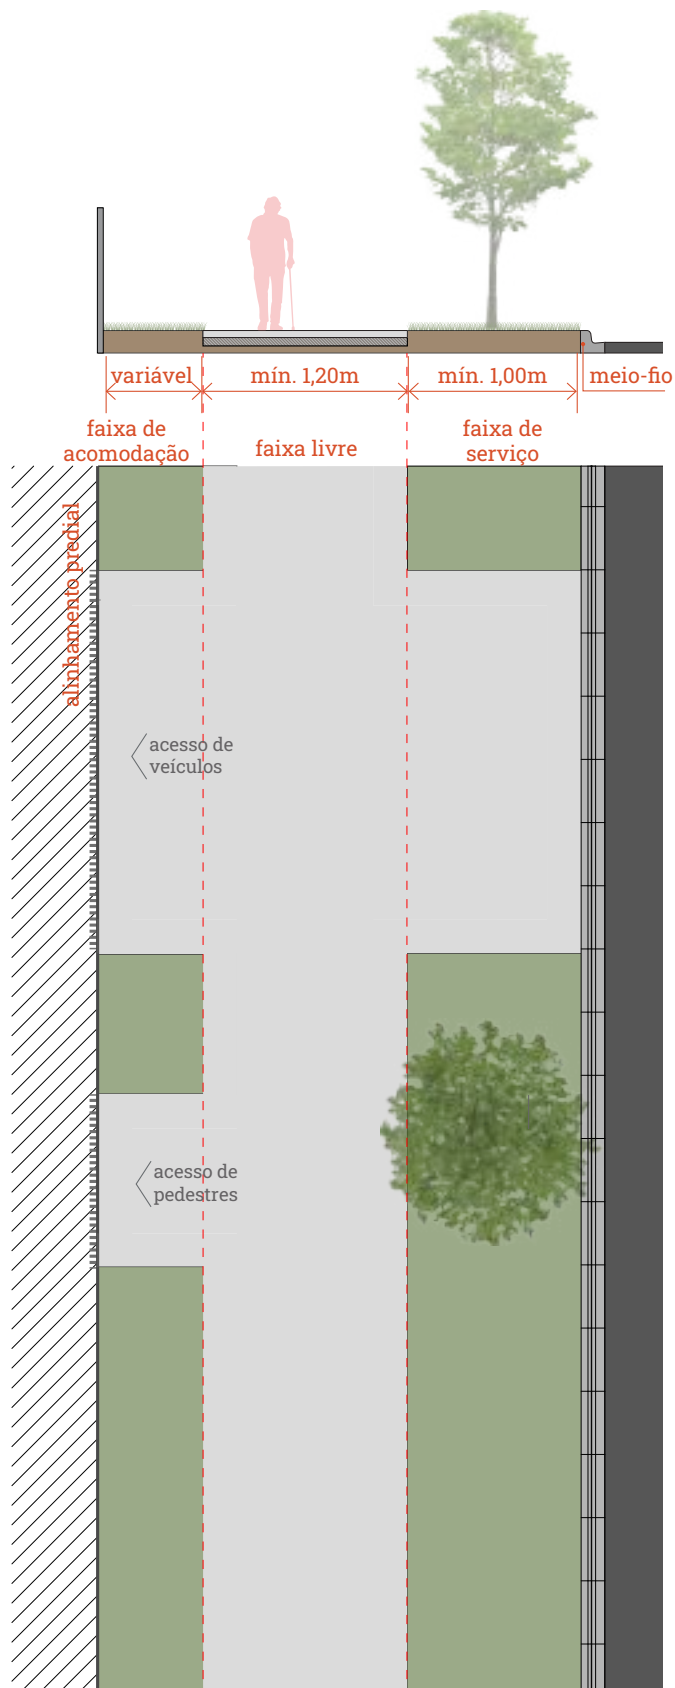 variável
mín. 1,20m
mín. 1,00m
meio-fio
faixa de
acomodação
faixa livre
faixa de
serviço
alinhamento predial
acesso de
veículos
acesso de
pedestres